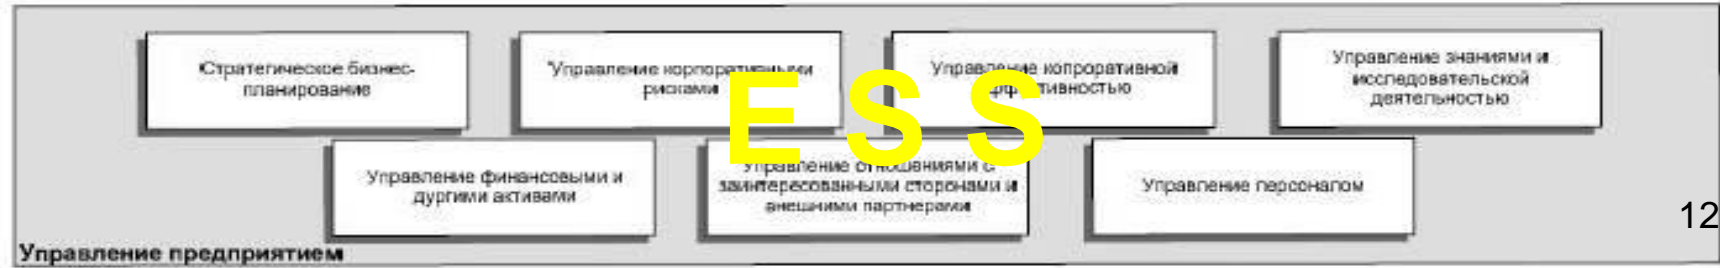 Стратегическое бизнес-
планирование
Управление корпоративными
рисками
Управление копроративной
эффективностью
Управление знаниями и
исследовательской
деятельностью
E S S
Управление финансовыми и
дургими активами
Управление отношениями с
заинтересованными сторонами и
внешними партнерами
Управление персоналом
12
Управление предприятием